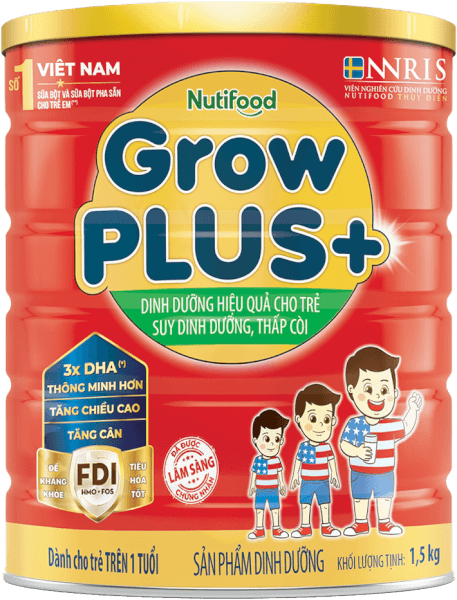 SỐ 1 VIỆT NAM
SỮA BỘT VÀ SỮA BỘT PHA SẴN
CHO TRẺ EM(**)
NNRIS
VIỆN NGHIÊN CỨU DINH DƯỠNG
NUTIFOOD THỤY ĐIỂN
Nutifood
Grow
PLUS+
DINH DƯỠNG HIỆU QUẢ CHO TRẺ
SUY DINH DƯỠNG, THẤP CÒI
3x DHA(*)
THÔNG MINH HƠN
TĂNG CHIỀU CAO
TĂNG CÂN
ĐỀ
KHÁNG
KHỎE
FDI
HMO + FOS
TIÊU
HÓA
TỐT
ĐÃ ĐƯỢC
LÂM SÀNG
CHỨNG NHẬN
Dành cho trẻ TRÊN 1 TUỔI
SẢN PHẨM DINH DƯỠNG
KHỐI LƯỢNG TỊNH: 1,5 kg